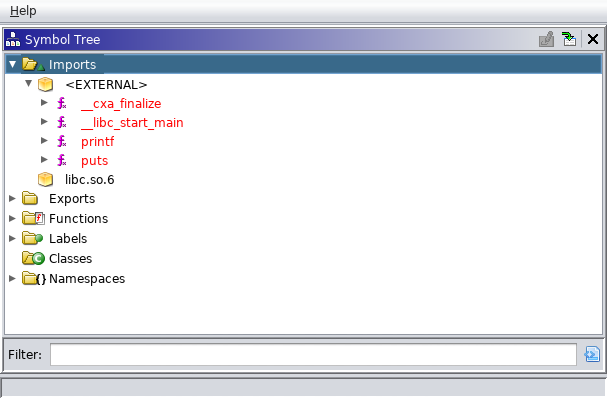 Help
Symbol Tree
Imports
<EXTERNAL>
__cxa_finalize
__libc_start_main
printf
puts
libc.so.6
Exports
Functions
Labels
Classes
Namespaces
Filter: